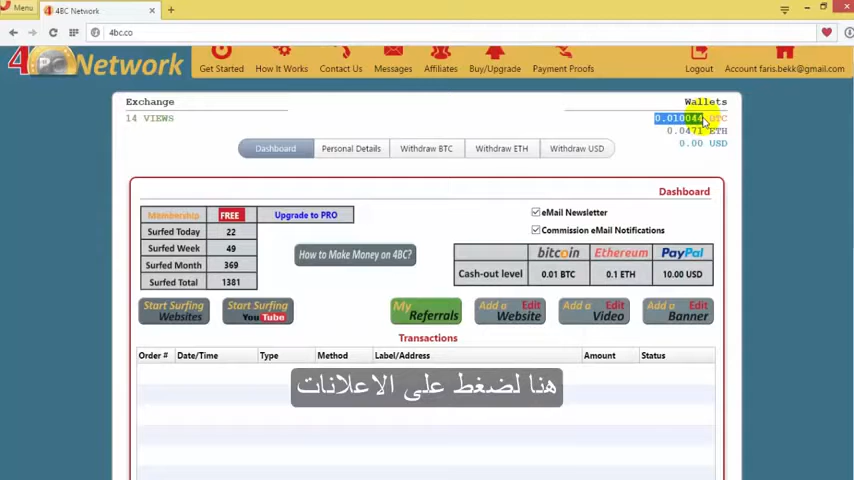 Menu
4BC Network
4bc.co
4BC Network
Get Started How It Works Contact Us Messages Affiliates Buy/Upgrade Payment Proofs Logout Account faris.bekk@gmail.com
Exchange
14 VIEWS
Wallets
0.010044 BTC
0.0471 ETH
0.00 USD
Dashboard Personal Details Withdraw BTC Withdraw ETH Withdraw USD
Dashboard
Membership FREE Upgrade to PRO
Surfed Today 22
Surfed Week 49
Surfed Month 369
Surfed Total 1381
How to Make Money on 4BC?
eMail Newsletter
Commission eMail Notifications
bitcoin Ethereum PayPal
Cash-out level 0.01 BTC 0.1 ETH 10.00 USD
Start Surfing Websites
Start Surfing YouTube
My Referrals
Add a Edit Website
Add a Edit Video
Add a Edit Banner
Transactions
Order # Date/Time Type Method Label/Address Amount Status
هنا لضغط على الاعلانات